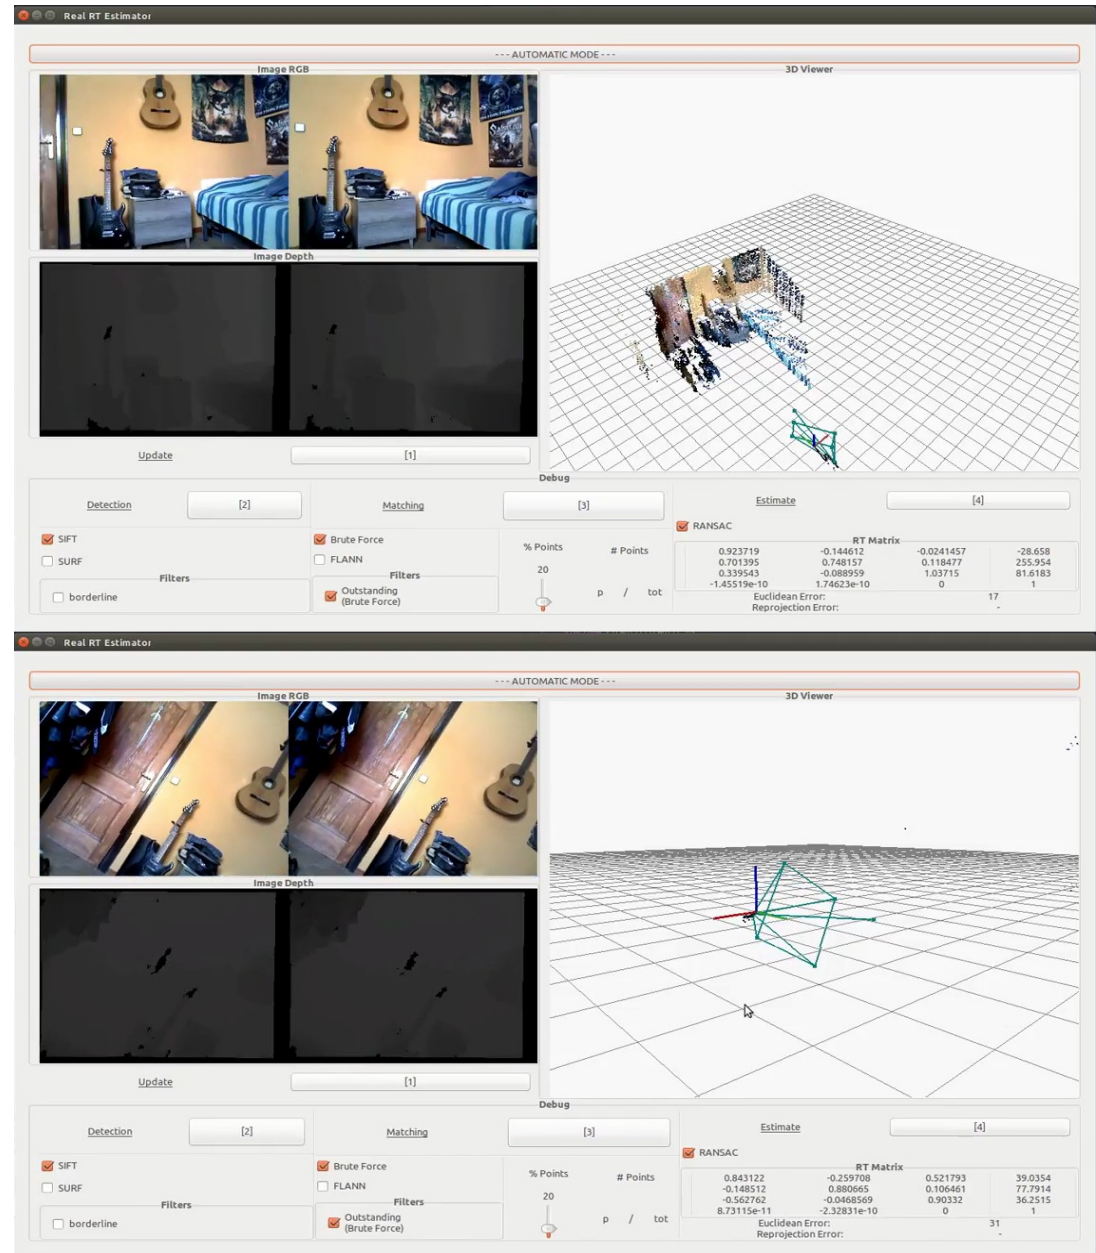 Real RT Estimator
--- AUTOMATIC MODE ---
Image RGB
3D Viewer
Image Depth
Update
[1]
Debug
Detection
[2]
Matching
[3]
Estimate
[4]
SIFT
SURF
Filters
borderline
Brute Force
FLANN
Filters
Outstanding
(Brute Force)
% Points
# Points
20
p / tot
RANSAC
RT Matrix
0.923719 -0.144612 -0.0241457 -28.658
0.701395 0.748157 0.118477 255.954
0.339543 -0.088959 1.03715 81.6183
-1.45519e-10 1.74623e-10 0 1
Euclidean Error: 17
Reprojection Error: -
Real RT Estimator
--- AUTOMATIC MODE ---
Image RGB
3D Viewer
Image Depth
Update
[1]
Debug
Detection
[2]
Matching
[3]
Estimate
[4]
SIFT
SURF
Filters
borderline
Brute Force
FLANN
Filters
Outstanding
(Brute Force)
% Points
# Points
20
p / tot
RANSAC
RT Matrix
0.843122 -0.259708 0.521793 39.0354
-0.148512 0.880665 0.106461 77.7914
-0.562762 -0.0468569 0.90332 36.2515
8.73115e-11 -2.32831e-10 0 1
Euclidean Error: 31
Reprojection Error: -